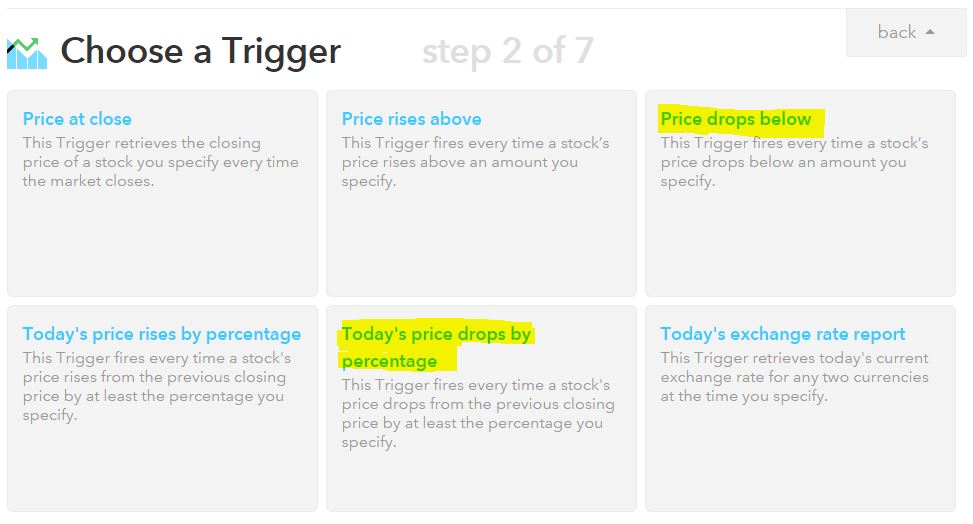 back
Choose a Trigger step 2 of 7
Price at close
This Trigger retrieves the closing
price of a stock you specify every time
the market closes.
Price rises above
This Trigger fires every time a stock’s
price rises above an amount you
specify.
Price drops below
This Trigger fires every time a stock’s
price drops below an amount you
specify.
Today's price rises by percentage
This Trigger fires every time a stock's
price rises from the previous closing
price by at least the percentage you
specify.
Today's price drops by
percentage
This Trigger fires every time a stock's
price drops from the previous closing
price by at least the percentage you
specify.
Today's exchange rate report
This Trigger retrieves today's current
exchange rate for any two currencies
at the time you specify.